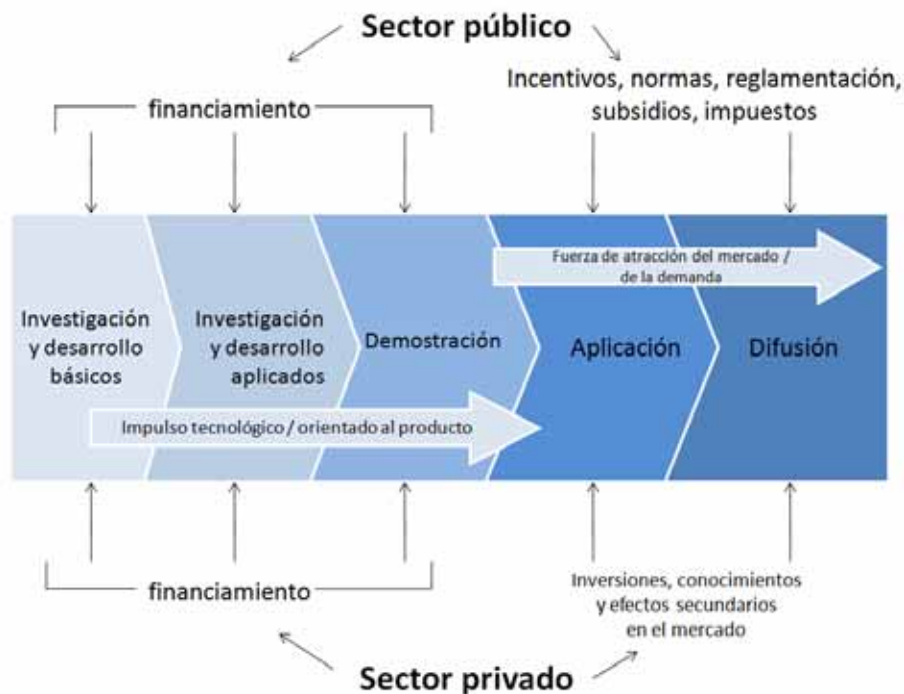 Sector público
financiamiento
Incentivos, normas, reglamentación,
subsidios, impuestos
Fuerza de atracción del mercado /
de la demanda
Investigación
y desarrollo
básicos
Investigación
y desarrollo
aplicados
Demostración
Aplicación
Difusión
Impulso tecnológico / orientado al producto
financiamiento
Inversiones, conocimientos
y efectos secundarios
en el mercado
Sector privado